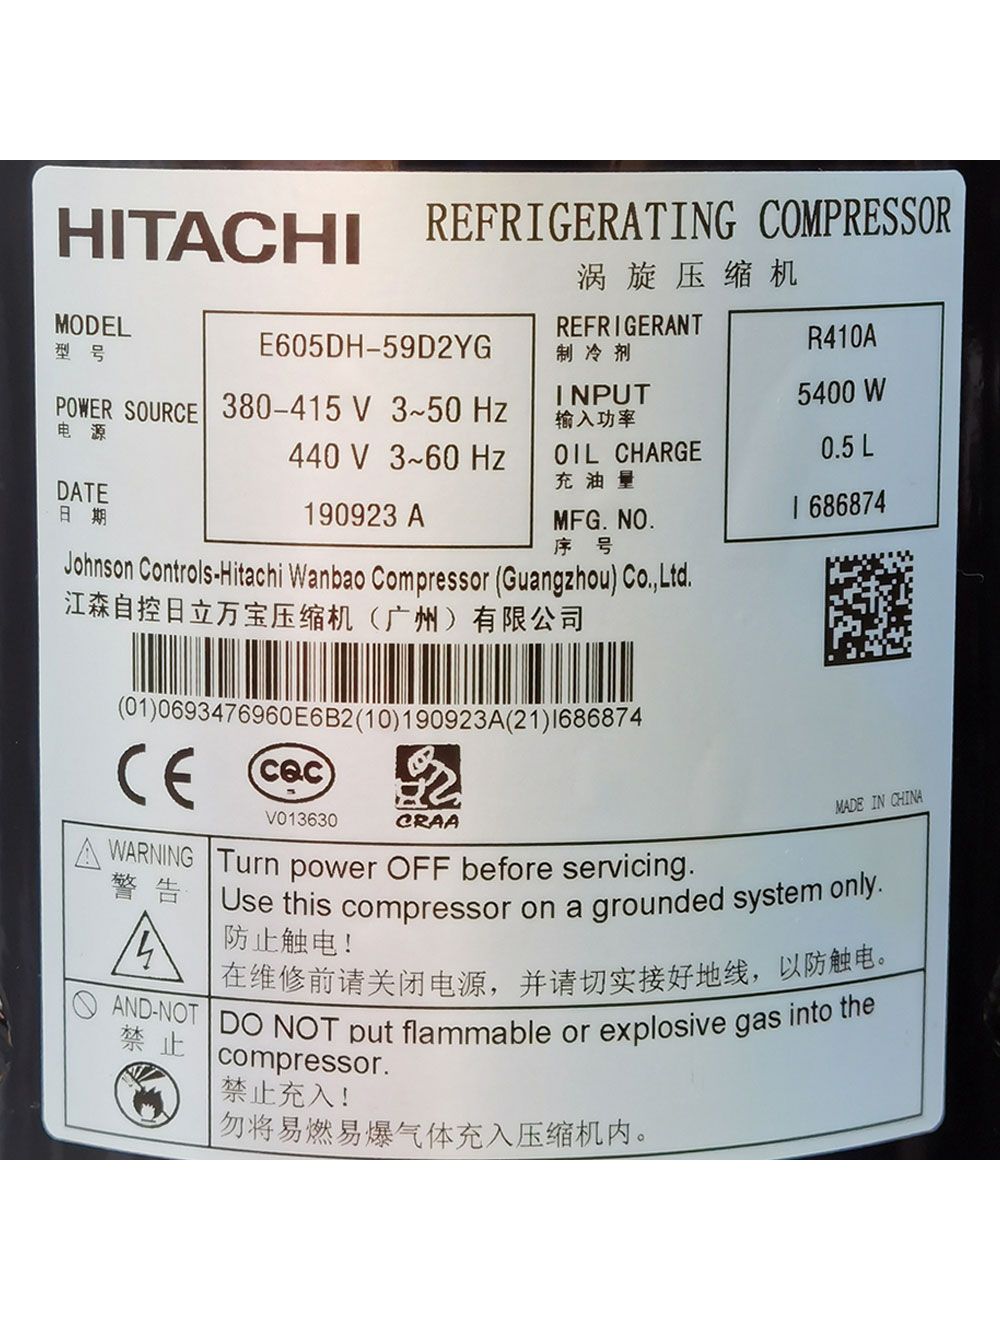 HITACHI
REFRIGERATING COMPRESSOR
涡旋压缩机
MODEL
型号
E605DH-59D2YG
POWER SOURCE
电源
380-415 V 3~50 Hz
440 V 3~60 Hz
DATE
日期
190923 A
REFRIGERANT
制冷剂
R410A
INPUT
输入功率
5400 W
OIL CHARGE
充油量
0.5 L
MFG. NO.
序号
I 686874
Johnson Controls-Hitachi Wanbao Compressor (Guangzhou) Co.,Ltd.
江森自控日立万宝压缩机（广州）有限公司
(01)0693476960E6B2(10)190923A(21)I686874
CE
CQC
V013630
CRAA
MADE IN CHINA
WARNING
警告
Turn power OFF before servicing.
Use this compressor on a grounded system only.
防止触电！
在维修前请关闭电源，并请切实接好地线，以防触电。
AND-NOT
禁止
DO NOT put flammable or explosive gas into the
compressor.
禁止充入！
勿将易燃易爆气体充入压缩机内。